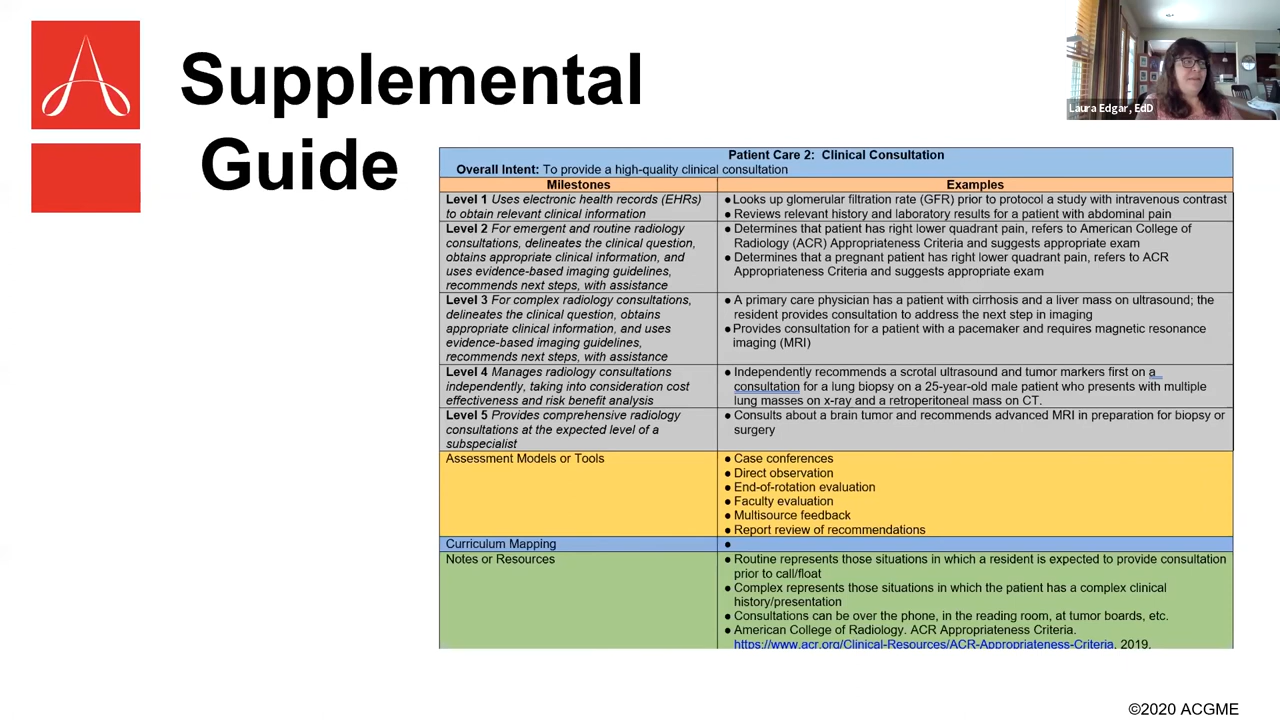 Supplemental
Guide
Laura Edgar, EdD
Patient Care 2: Clinical Consultation
Overall Intent: To provide a high-quality clinical consultation
Milestones
Examples
Level 1 Uses electronic health records (EHRs)
to obtain relevant clinical information
● Looks up glomerular filtration rate (GFR) prior to protocol a study with intravenous contrast
● Reviews relevant history and laboratory results for a patient with abdominal pain
Level 2 For emergent and routine radiology
consultations, delineates the clinical question,
obtains appropriate clinical information, and
uses evidence-based imaging guidelines,
recommends next steps, with assistance
● Determines that patient has right lower quadrant pain, refers to American College of
Radiology (ACR) Appropriateness Criteria and suggests appropriate exam
● Determines that a pregnant patient has right lower quadrant pain, refers to ACR
Appropriateness Criteria and suggests appropriate exam
Level 3 For complex radiology consultations,
delineates the clinical question, obtains
appropriate clinical information, and uses
evidence-based imaging guidelines,
recommends next steps, with assistance
● A primary care physician has a patient with cirrhosis and a liver mass on ultrasound; the
resident provides consultation to address the next step in imaging
● Provides consultation for a patient with a pacemaker and requires magnetic resonance
imaging (MRI)
Level 4 Manages radiology consultations
independently, taking into consideration cost
effectiveness and risk benefit analysis
● Independently recommends a scrotal ultrasound and tumor markers first on a
consultation for a lung biopsy on a 25-year-old male patient who presents with multiple
lung masses on x-ray and a retroperitoneal mass on CT.
Level 5 Provides comprehensive radiology
consultations at the expected level of a
subspecialist
● Consults about a brain tumor and recommends advanced MRI in preparation for biopsy or
surgery
Assessment Models or Tools
● Case conferences
● Direct observation
● End-of-rotation evaluation
● Faculty evaluation
● Multisource feedback
● Report review of recommendations
Curriculum Mapping
●
Notes or Resources
● Routine represents those situations in which a resident is expected to provide consultation
prior to call/float
● Complex represents those situations in which the patient has a complex clinical
history/presentation
● Consultations can be over the phone, in the reading room, at tumor boards, etc.
● American College of Radiology. ACR Appropriateness Criteria.
https://www.acr.org/Clinical-Resources/ACR-Appropriateness-Criteria. 2019.
©2020 ACGME